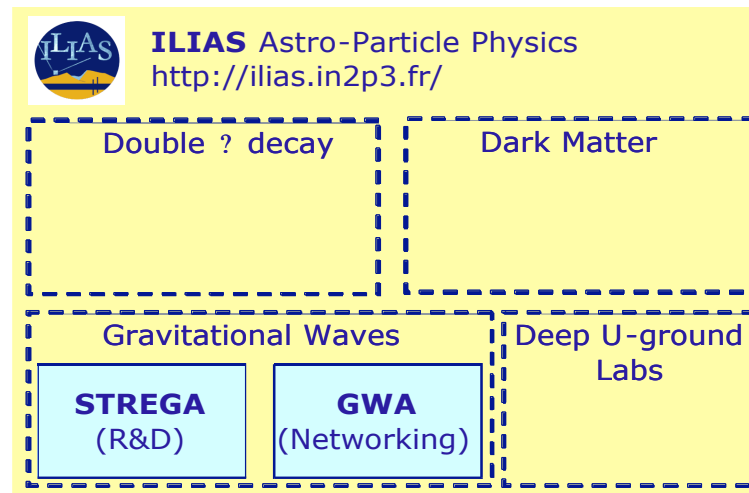 ILIAS
ILIAS Astro-Particle Physics
http://ilias.in2p3.fr/
Double ? decay
Dark Matter
Gravitational Waves
Deep U-ground
Labs
STREGA
(R&D)
GWA
(Networking)